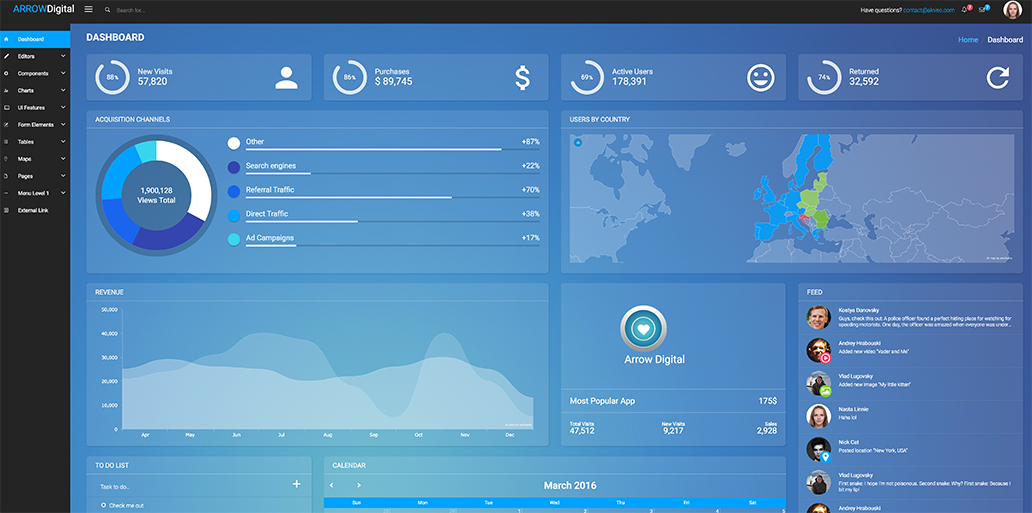 ARROWDigital
Search for...
Have questions? contact@akveo.com
Dashboard
Editors
Components
Charts
UI Features
Form Elements
Tables
Maps
Pages
Menu Level 1
External Link
DASHBOARD
Home Dashboard
88%
New Visits
57,820
86%
Purchases
$ 89,745
69%
Active Users
178,391
74%
Returned
32,592
ACQUISITION CHANNELS
1,900,128
Views Total
Other +87%
Search engines +22%
Referral Traffic +70%
Direct Traffic +38%
Ad Campaigns +17%
USERS BY COUNTRY
REVENUE
50,000
40,000
30,000
20,000
10,000
0
Apr May Jun Jul Aug Sep Oct Nov Dec
Arrow Digital
Most Popular App 175$
Total Visits New Visits Sales
47,512 9,217 2,928
FEED
Kostya Danovsky
Guys, check this out: A police officer found a perfect hiding place for watching for
speeding motorists. One day, the officer was amazed when everyone was under...
Andrey Hrabouski
Added new video "Vader and Me"
Vlad Lugovsky
Added new image "My little kitten"
Nasta Linnie
Haha lol
Nick Cat
Posted location "New York, USA"
Vlad Lugovsky
First snake: I hope I'm not poisonous. Second snake: Why? First snake: Because I
bit my lip!
Andrey Hrabouski
TO DO LIST
Task to do..
Check me out
CALENDAR
March 2016
Sun Mon Tue Wed Thu Fri Sat